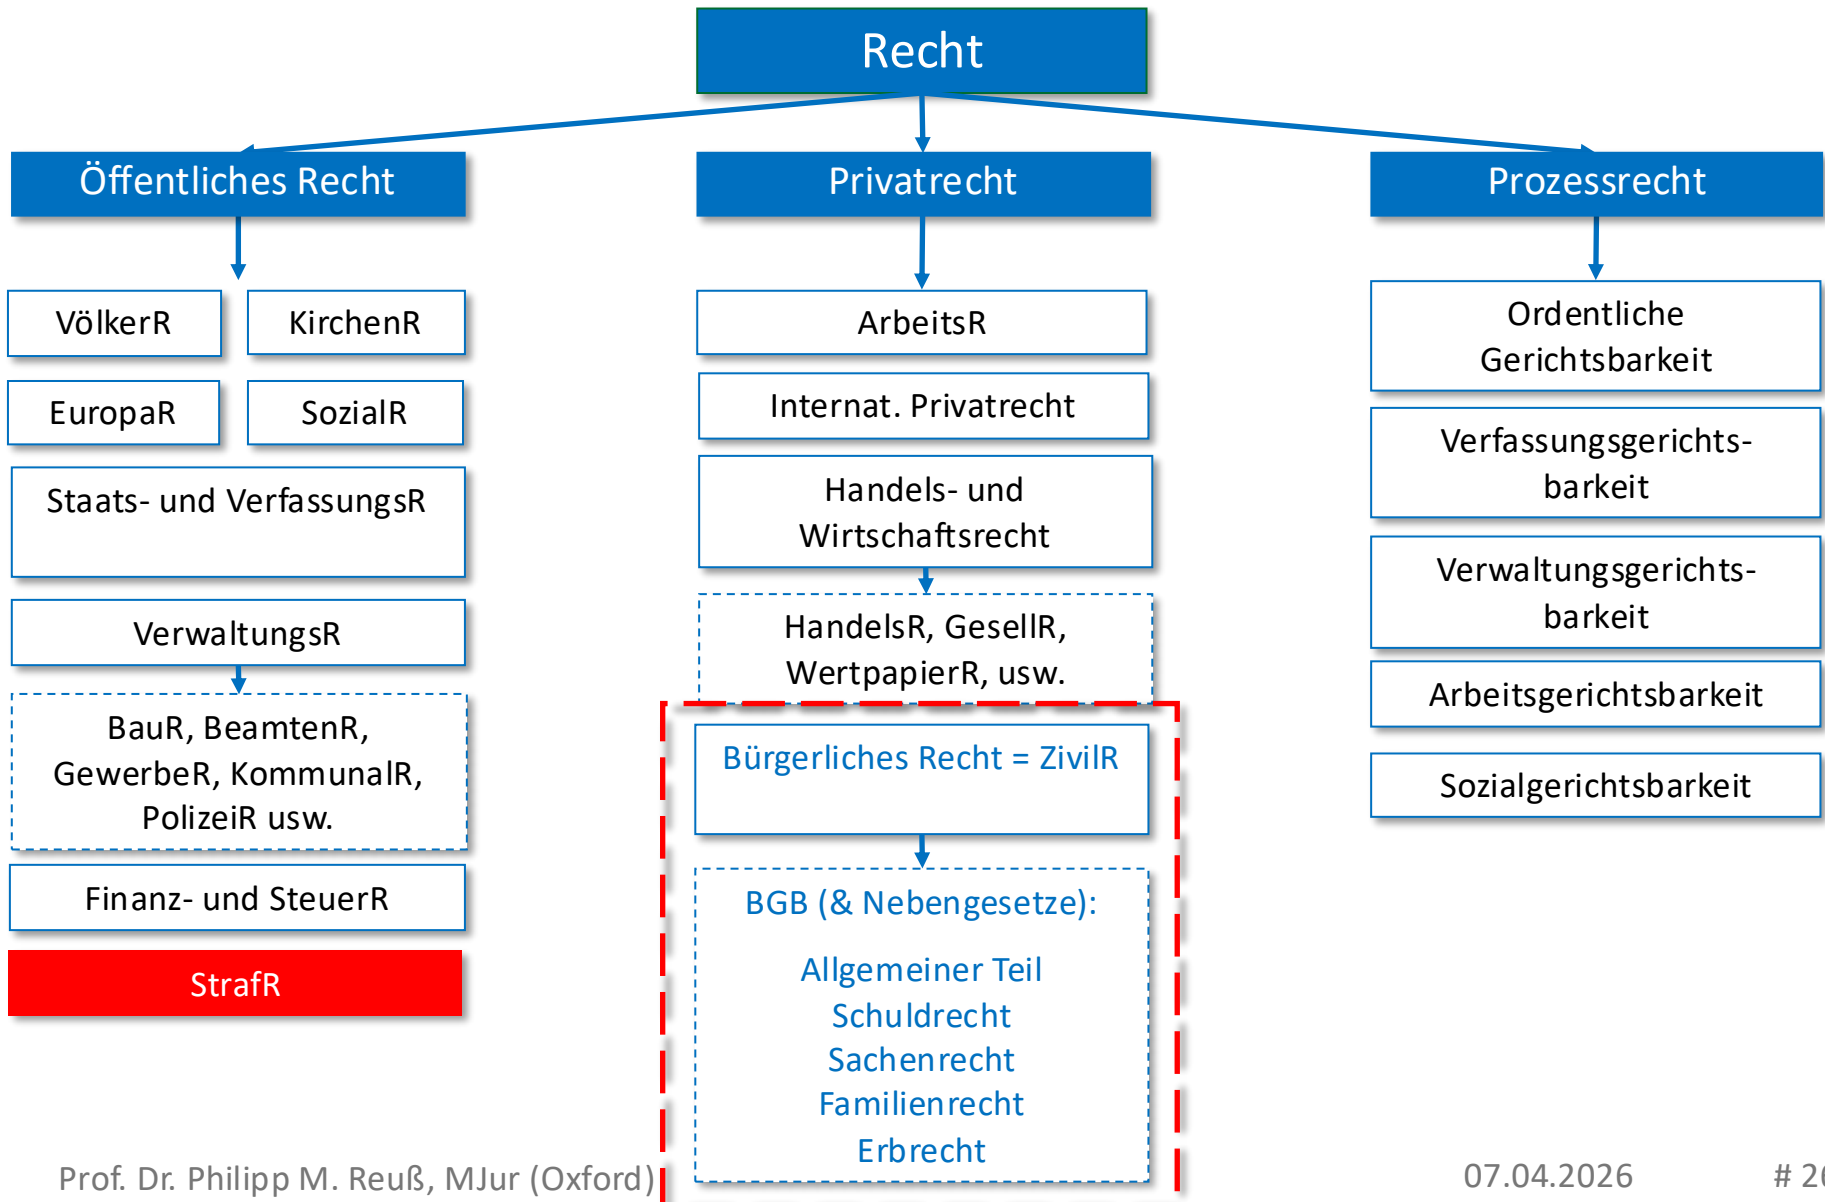 Recht
Öffentliches Recht
VölkerR
KirchenR
EuropaR
SozialR
Staats- und VerfassungsR
VerwaltungsR
BauR, BeamtenR,
GewerbeR, KommunalR,
PolizeiR usw.
Finanz- und SteuerR
StrafR
Privatrecht
ArbeitsR
Internat. Privatrecht
Handels- und
Wirtschaftsrecht
HandelsR, GesellR,
WertpapierR, usw.
Bürgerliches Recht = ZivilR
BGB (& Nebengesetze):
Allgemeiner Teil
Schuldrecht
Sachenrecht
Familienrecht
Erbrecht
Prozessrecht
Ordentliche
Gerichtsbarkeit
Verfassungsgerichts-
barkeit
Verwaltungsgerichts-
barkeit
Arbeitsgerichtsbarkeit
Sozialgerichtsbarkeit
Prof. Dr. Philipp M. Reuß, MJur (Oxford)
07.04.2026
# 26